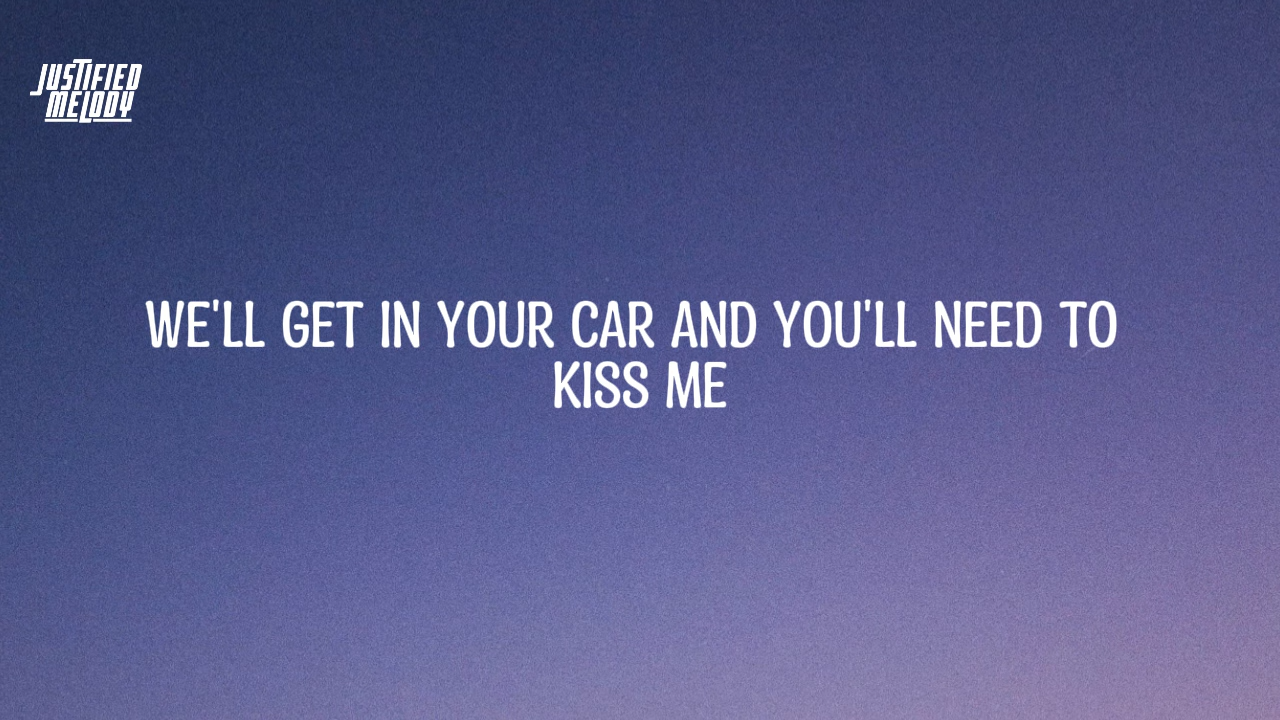 JUSTIFIED
MELODY
WE'LL GET IN YOUR CAR AND YOU'LL NEED TO
KISS ME